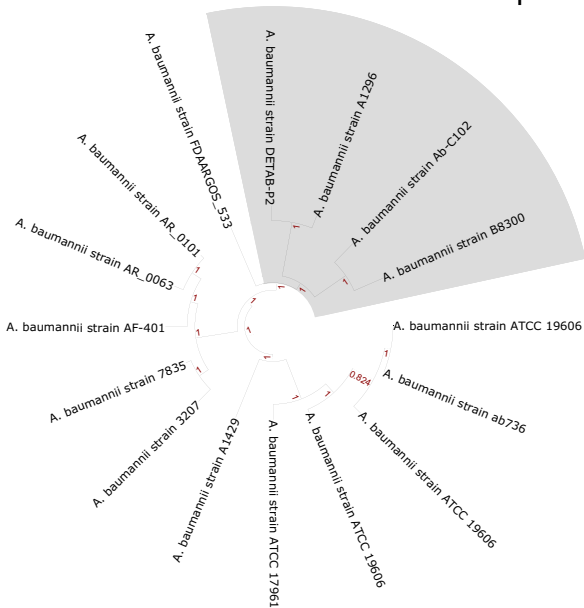 A. baumannii strain DETAB-P2
A. baumannii strain A1296
A. baumannii strain Ab-C102
A. baumannii strain B8300
A. baumannii strain ATCC 19606
A. baumannii strain ab736
A. baumannii strain ATCC 19606
A. baumannii strain ATCC 19606
A. baumannii strain ATCC 17961
A. baumannii strain A1429
A. baumannii strain 3207
A. baumannii strain 7835
A. baumannii strain AF-401
A. baumannii strain AR_0063
A. baumannii strain AR_0101
A. baumannii strain FDAARGOS_533
1
1
1
1
1
1
1
1
1
1
1
1
1
1
0.824